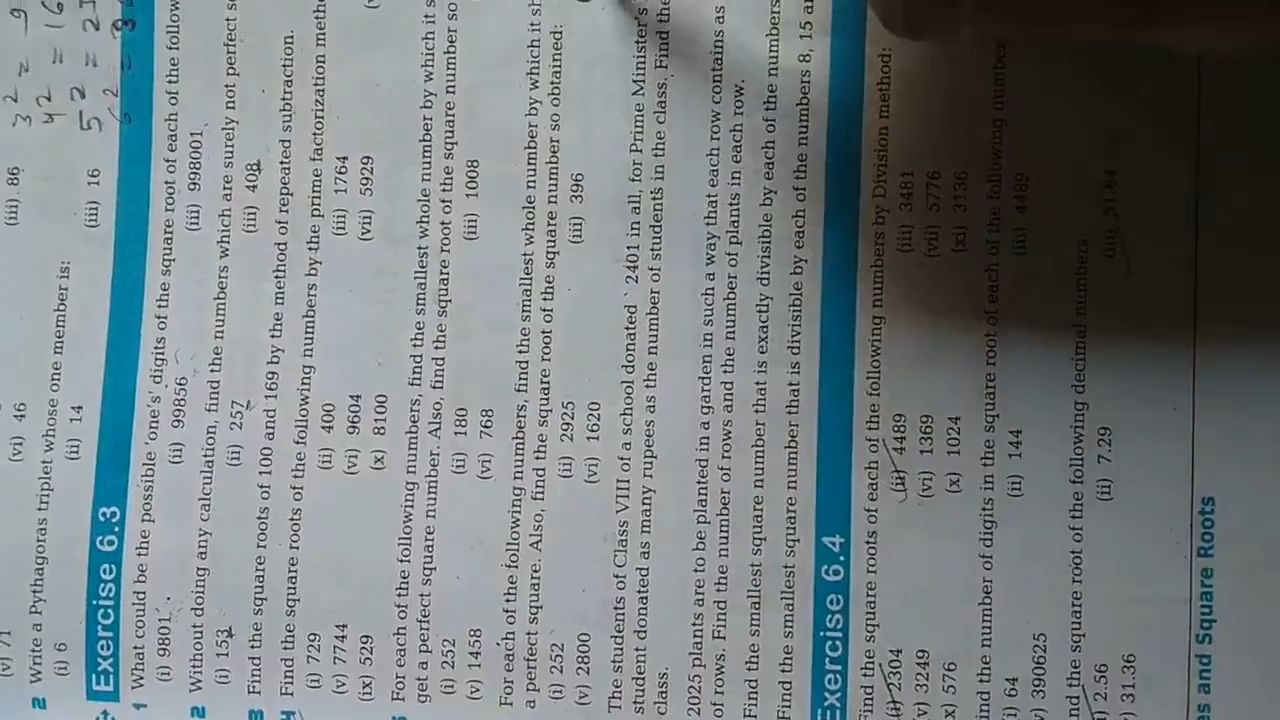 (v) 71 (vi) 46 (iii) 86
3² = 9
4² = 16
5² = 25
6² =
2 Write a Pythagoras triplet whose one member is:
(i) 6 (ii) 14 (iii) 16
Exercise 6.3
1 What could be the possible 'one's' digits of the square root of each of the follow
(i) 9801 (ii) 99856 (iii) 998001
2 Without doing any calculation, find the numbers which are surely not perfect s
(i) 153 (ii) 257 (iii) 408
3 Find the square roots of 100 and 169 by the method of repeated subtraction.
4 Find the square roots of the following numbers by the prime factorization meth
(i) 729 (ii) 400 (iii) 1764
(v) 7744 (vi) 9604 (vii) 5929
(ix) 529 (x) 8100
5 For each of the following numbers, find the smallest whole number by which it s
get a perfect square number. Also, find the square root of the square number so
(i) 252 (ii) 180 (iii) 1008
(v) 1458 (vi) 768
For each of the following numbers, find the smallest whole number by which it sh
a perfect square. Also, find the square root of the square number so obtained:
(i) 252 (ii) 2925 (iii) 396
(v) 2800 (vi) 1620
The students of Class VIII of a school donated ` 2401 in all, for Prime Minister's
student donated as many rupees as the number of students in the class. Find the
class.
2025 plants are to be planted in a garden in such a way that each row contains as
of rows. Find the number of rows and the number of plants in each row.
Find the smallest square number that is exactly divisible by each of the numbers
Find the smallest square number that is divisible by each of the numbers 8, 15 a
Exercise 6.4
Find the square roots of each of the following numbers by Division method:
(i) 2304 (ii) 4489 (iii) 3481
v) 3249 (vi) 1369 (vii) 5776
x) 576 (x) 1024 (xi) 3136
ind the number of digits in the square root of each of the following number
i) 64 (ii) 144 (iii) 4489
v) 390625
nd the square root of the following decimal numbers
) 2.56 (ii) 7.29 (iii) 51.84
) 31.36
s and Square Roots